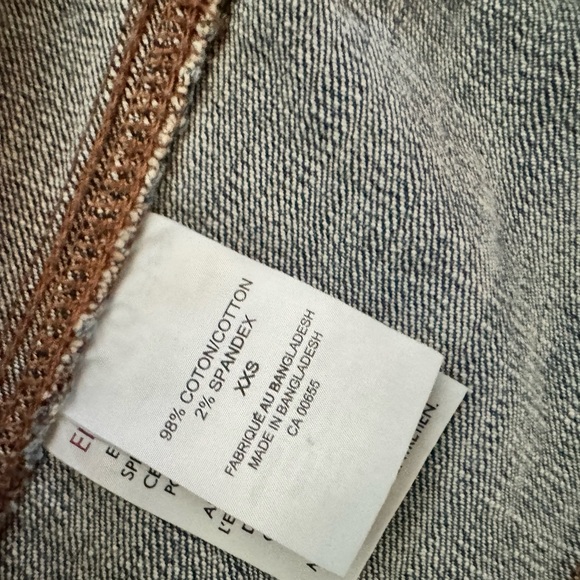 98% COTON/COTTON
2% SPANDEX
XXS
FABRIQUÉ AU BANGLADESH
MADE IN BANGLADESH
CA 00655